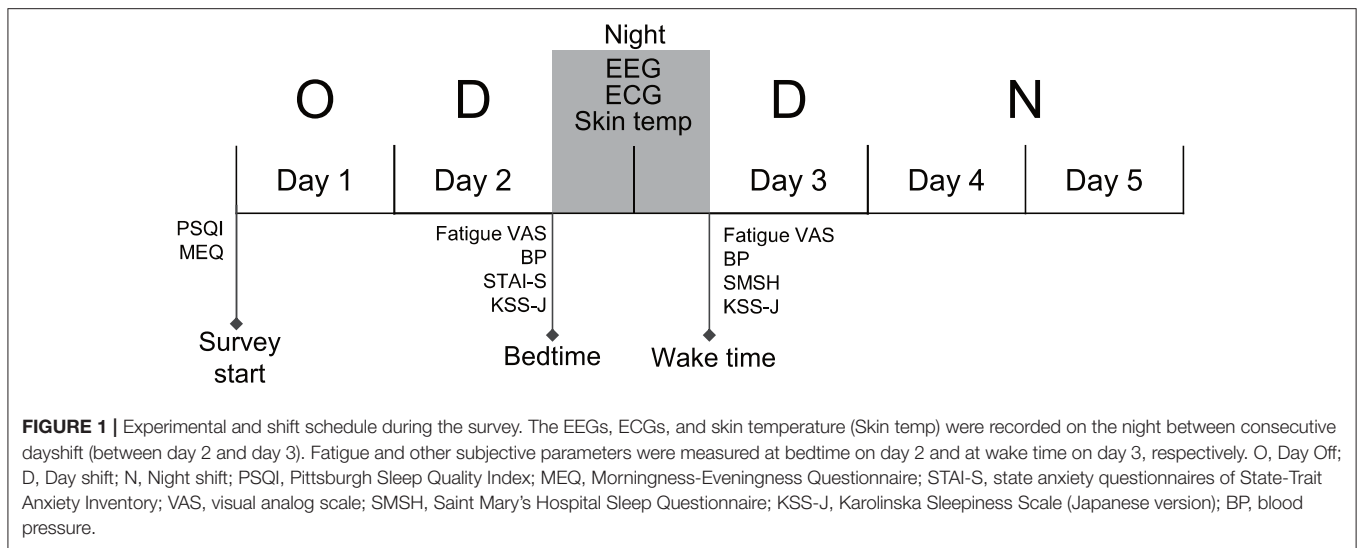 Night
EEG
ECG
Skin temp
O
D
D
N
Day 1
Day 2
Day 3
Day 4
Day 5
PSQI
MEQ
Fatigue VAS
BP
STAI-S
KSS-J
Fatigue VAS
BP
SMSH
KSS-J
Survey
start
Bedtime
Wake time
FIGURE 1 | Experimental and shift schedule during the survey. The EEGs, ECGs, and skin temperature (Skin temp) were recorded on the night between consecutive
dayshift (between day 2 and day 3). Fatigue and other subjective parameters were measured at bedtime on day 2 and at wake time on day 3, respectively. O, Day Off;
D, Day shift; N, Night shift; PSQI, Pittsburgh Sleep Quality Index; MEQ, Morningness-Eveningness Questionnaire; STAI-S, state anxiety questionnaires of State-Trait
Anxiety Inventory; VAS, visual analog scale; SMSH, Saint Mary's Hospital Sleep Questionnaire; KSS-J, Karolinska Sleepiness Scale (Japanese version); BP, blood
pressure.